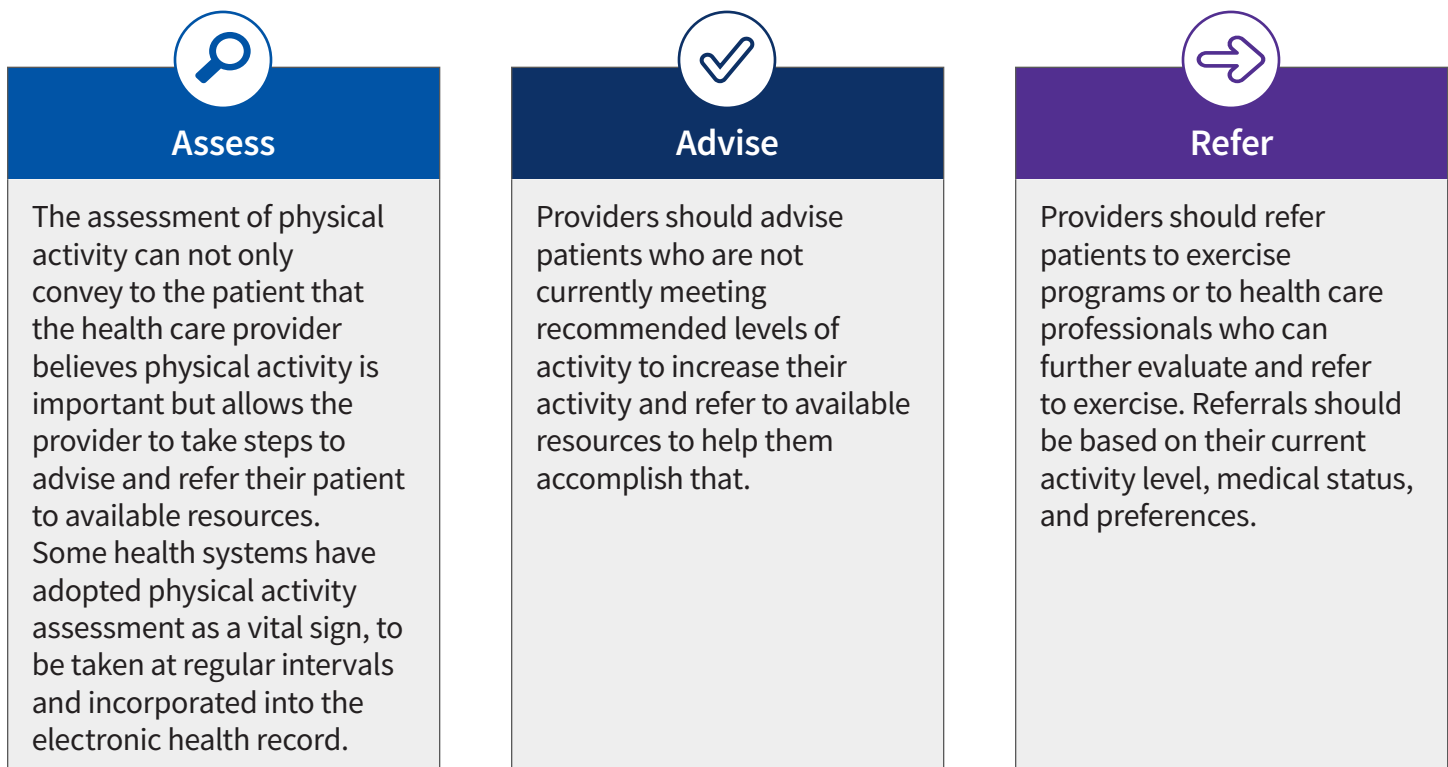 Assess
The assessment of physical
activity can not only
convey to the patient that
the health care provider
believes physical activity is
important but allows the
provider to take steps to
advise and refer their patient
to available resources.
Some health systems have
adopted physical activity
assessment as a vital sign, to
be taken at regular intervals
and incorporated into the
electronic health record.
Advise
Providers should advise
patients who are not
currently meeting
recommended levels of
activity to increase their
activity and refer to available
resources to help them
accomplish that.
Refer
Providers should refer
patients to exercise
programs or to health care
professionals who can
further evaluate and refer
to exercise. Referrals should
be based on their current
activity level, medical status,
and preferences.